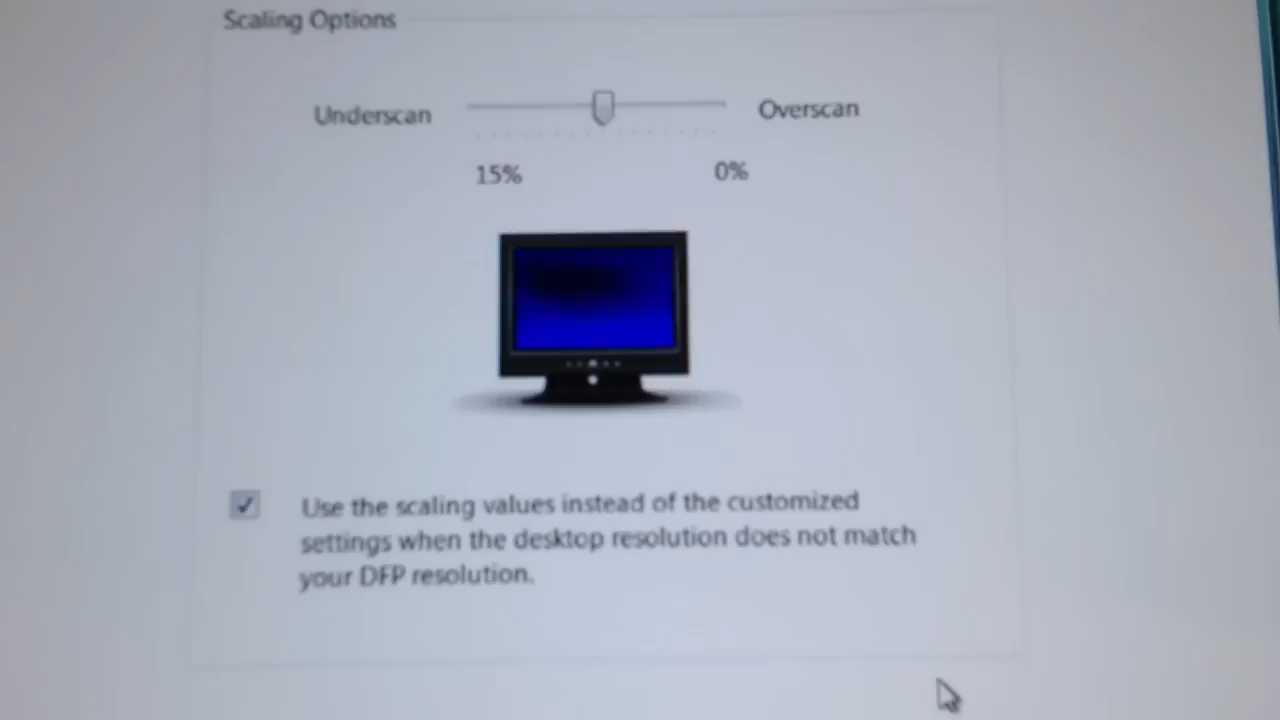 Scaling Options
Underscan
Overscan
15%
0%
Use the scaling values instead of the customized
settings when the desktop resolution does not match
your DFP resolution.